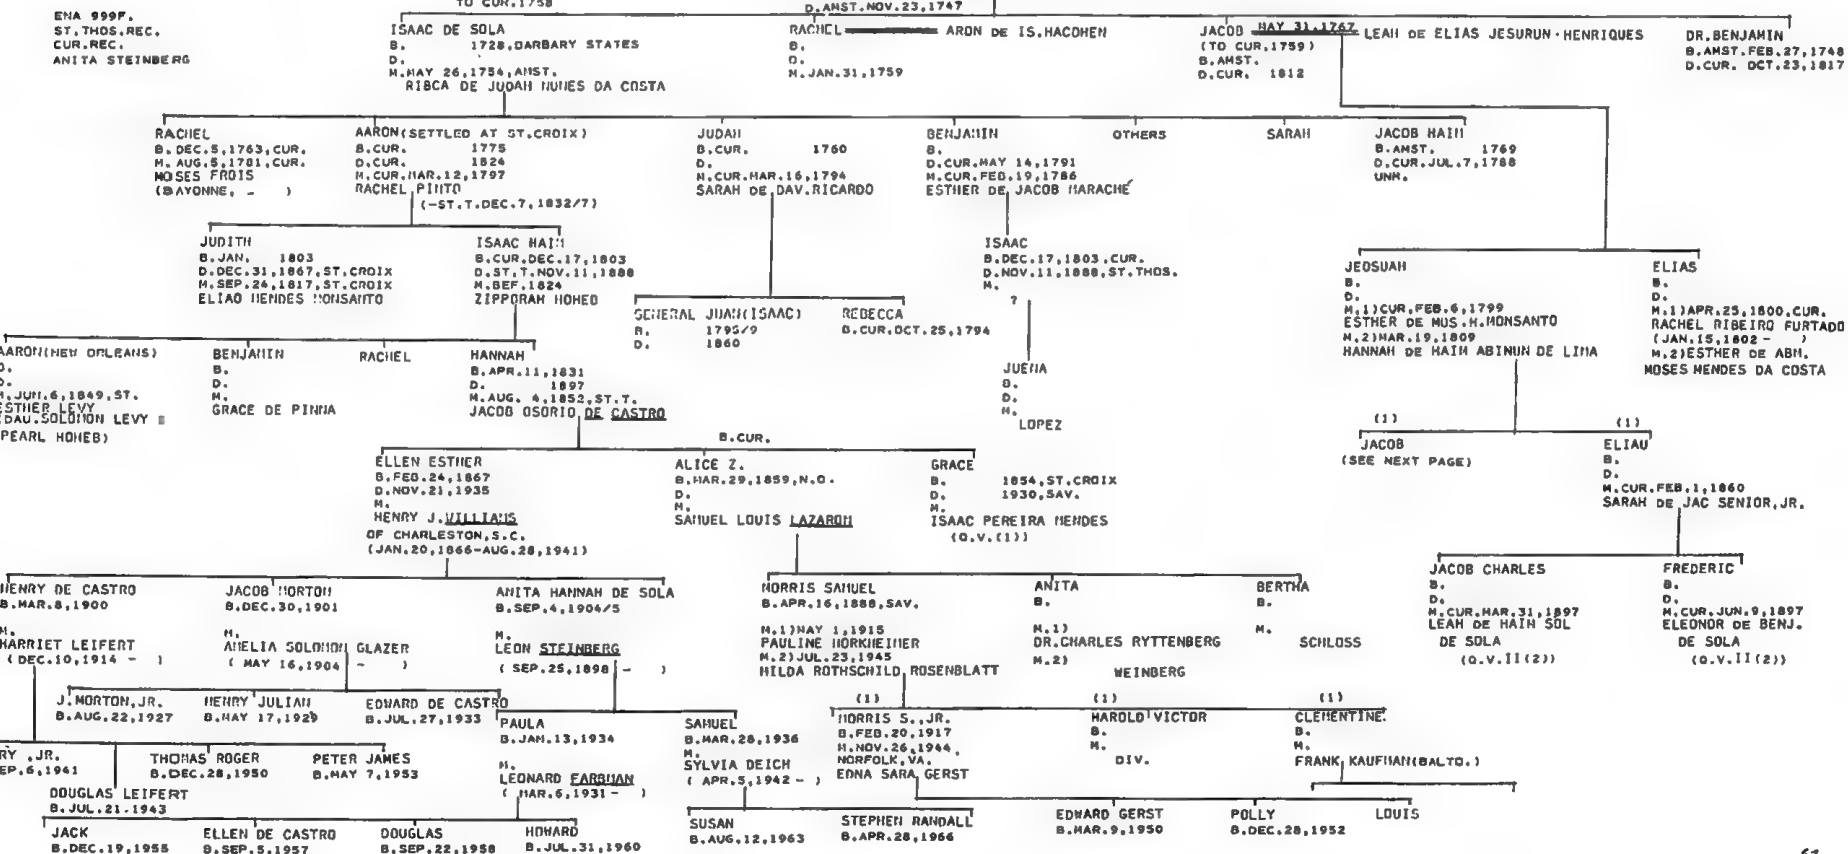 TO CUR.1758
D.AMST.NOV.23,1747
ENA 999F.
ST.THOS.REC.
CUR.REC.
ANITA STEINBERG
ISAAC DE SOLA
B. 1728,BARBARY STATES
D.
M.MAY 26,1754,AMST.
RIBCA DE JUDAH NUNES DA COSTA
RACHEL ARON DE IS.HACOHEN
B.
D.
M.JAN.31,1759
JACOB MAY 31,1767 LEAH DE ELIAS JESURUN-HENRIQUES
(TO CUR.1759)
B.AMST.
D.CUR. 1812
DR.BENJAMIN
B.AMST.FEB.27,1748
D.CUR. OCT.23,1817
RACHEL
B.DEC.5,1763,CUR.
M.AUG.5,1781,CUR.
MOSES FROIS
(BAYONNE, - )
AARON(SETTLED AT ST.CROIX)
B.CUR. 1775
D.CUR. 1824
M.CUR.MAR.12,1797
RACHEL PINTO
(-ST.T.DEC.7,1832/7)
JUDAH
B.CUR. 1760
D.
M.CUR.MAR.16,1794
SARAH DE DAV.RICARDO
BENJAMIN
B.
D.CUR.MAY 14,1791
M.CUR.FEB.19,1786
ESTHER DE JACOB MARACHE
OTHERS
SARAH
JACOB HAIM
B.AMST. 1769
D.CUR.JUL.7,1788
UNM.
JUDITH
B.JAN. 1803
D.DEC.31,1867,ST.CROIX
M.SEP.24,1817,ST.CROIX
ELIAO MENDES MONSANTO
ISAAC HAIM
B.CUR.DEC.17,1803
D.ST.T.NOV.11,1888
M.BEF.1824
ZIPPORAH HOHEB
GENERAL JUAN(ISAAC)
B. 1795/9
D. 1860
REBECCA
B.CUR.OCT.25,1794
ISAAC
B.DEC.17,1803,CUR.
D.NOV.11,1888,ST.THOS.
M.
?
JEOSUAH
B.
D.
M.1)CUR,FEB.6,1799
ESTHER DE MUS.H.MONSANTO
M.2)MAR.19,1809
HANNAH DE HAIM ABINUN DE LIMA
ELIAS
B.
D.
M.1)APR.25,1800,CUR.
RACHEL RIBEIRO FURTADO
(JAN.15,1802 - )
M.2)ESTHER DE ABM.
MOSES MENDES DA COSTA
AARON(NEW ORLEANS)
B.
D.
M.JUN.6,1849,ST.
ESTHER LEVY
(DAU.SOLOMON LEVY &
PEARL HOHEB)
BENJAMIN
B.
D.
M.
GRACE DE PINNA
RACHEL
HANNAH
B.APR.11,1831
D. 1897
M.AUG. 4,1852,ST.T.
JACOB OSORIO DE CASTRO
JUEMA
B.
D.
M.
LOPEZ
(1) (1)
JACOB
(SEE NEXT PAGE)
ELIAU
B.
D.
M.CUR.FEB.1,1860
SARAH DE JAC SENIOR,JR.
B.CUR.
ELLEN ESTHER
B.FEB.24,1867
D.NOV.21,1935
M.
HENRY J.WILLIAMS
OF CHARLESTON,S.C.
(JAN.20,1866-AUG.28,1941)
ALICE Z.
B.MAR.29,1859,N.O.
D.
M.
SAMUEL LOUIS LAZARON
GRACE
B. 1854,ST.CROIX
D. 1930,SAV.
M.
ISAAC PEREIRA MENDES
(Q.V.(1))
JACOB CHARLES
B.
D.
M.CUR.MAR.31,1897
LEAH DE HAIM SOL
DE SOLA
(Q.V.II(2))
FREDERIC
B.
D.
M.CUR.JUN.9,1897
ELEONOR DE BENJ.
DE SOLA
(Q.V.II(2))
HENRY DE CASTRO
B.MAR.8,1900
M.
HARRIET LEIFERT
(DEC.10,1914 - )
JACOB MORTON
B.DEC.30,1901
M.
AMELIA SOLOMON GLAZER
( MAY 16,1904 - )
ANITA HANNAH DE SOLA
B.SEP.4,1904/5
M.
LEON STEINBERG
( SEP.25,1898 - )
MORRIS SAMUEL
B.APR.16,1888,SAV.
M.1)MAY 1,1915
PAULINE HORKHEIMER
M.2)JUL.23,1945
HILDA ROTHSCHILD ROSENBLATT
ANITA
B.
M.1)
DR.CHARLES RYTTENBERG
M.2)
WEINBERG
BERTHA
B.
M.
SCHLOSS
J.MORTON,JR.
B.AUG.22,1927
HENRY JULIAN
B.MAY 17,1929
EDWARD DE CASTRO
B.JUL.27,1933
PAULA
B.JAN.13,1934
M.
LEONARD FARBMAN
( MAR.6,1931- )
SAMUEL
B.MAR.28,1936
M.
SYLVIA DEICH
( APR.5,1942 - )
(1) (1) (1)
MORRIS S.,JR.
B.FEB.20,1917
M.NOV.26,1944,
NORFOLK,VA.
EDNA SARA GERST
HAROLD VICTOR
B.
M.
DIV.
CLEMENTINE
B.
M.
FRANK KAUFMAN(BALTO.)
RY ,JR.
EP.6,1941
DOUGLAS LEIFERT
B.JUL.21-1943
THOMAS ROGER
B.DEC.28,1950
PETER JAMES
B.MAY 7,1953
JACK
B.DEC.19,1955
ELLEN DE CASTRO
B.SEP.5,1957
DOUGLAS
B.SEP.22,1958
HOWARD
B.JUL.31,1960
SUSAN
B.AUG.12,1963
STEPHEN RANDALL
B.APR.28,1966
EDWARD GERST
B.MAR.9,1950
POLLY
B.DEC.28,1952
LOUIS